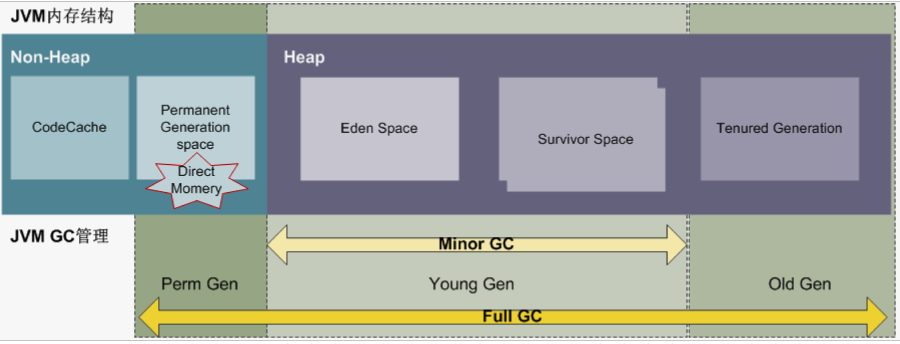 JVM内存结构
Non-Heap
Heap
CodeCache
Permanent
Generation
space
Direct
Momery
Eden Space
Survivor Space
Tenured Generation
JVM GC管理
Minor GC
Perm Gen
Young Gen
Old Gen
Full GC